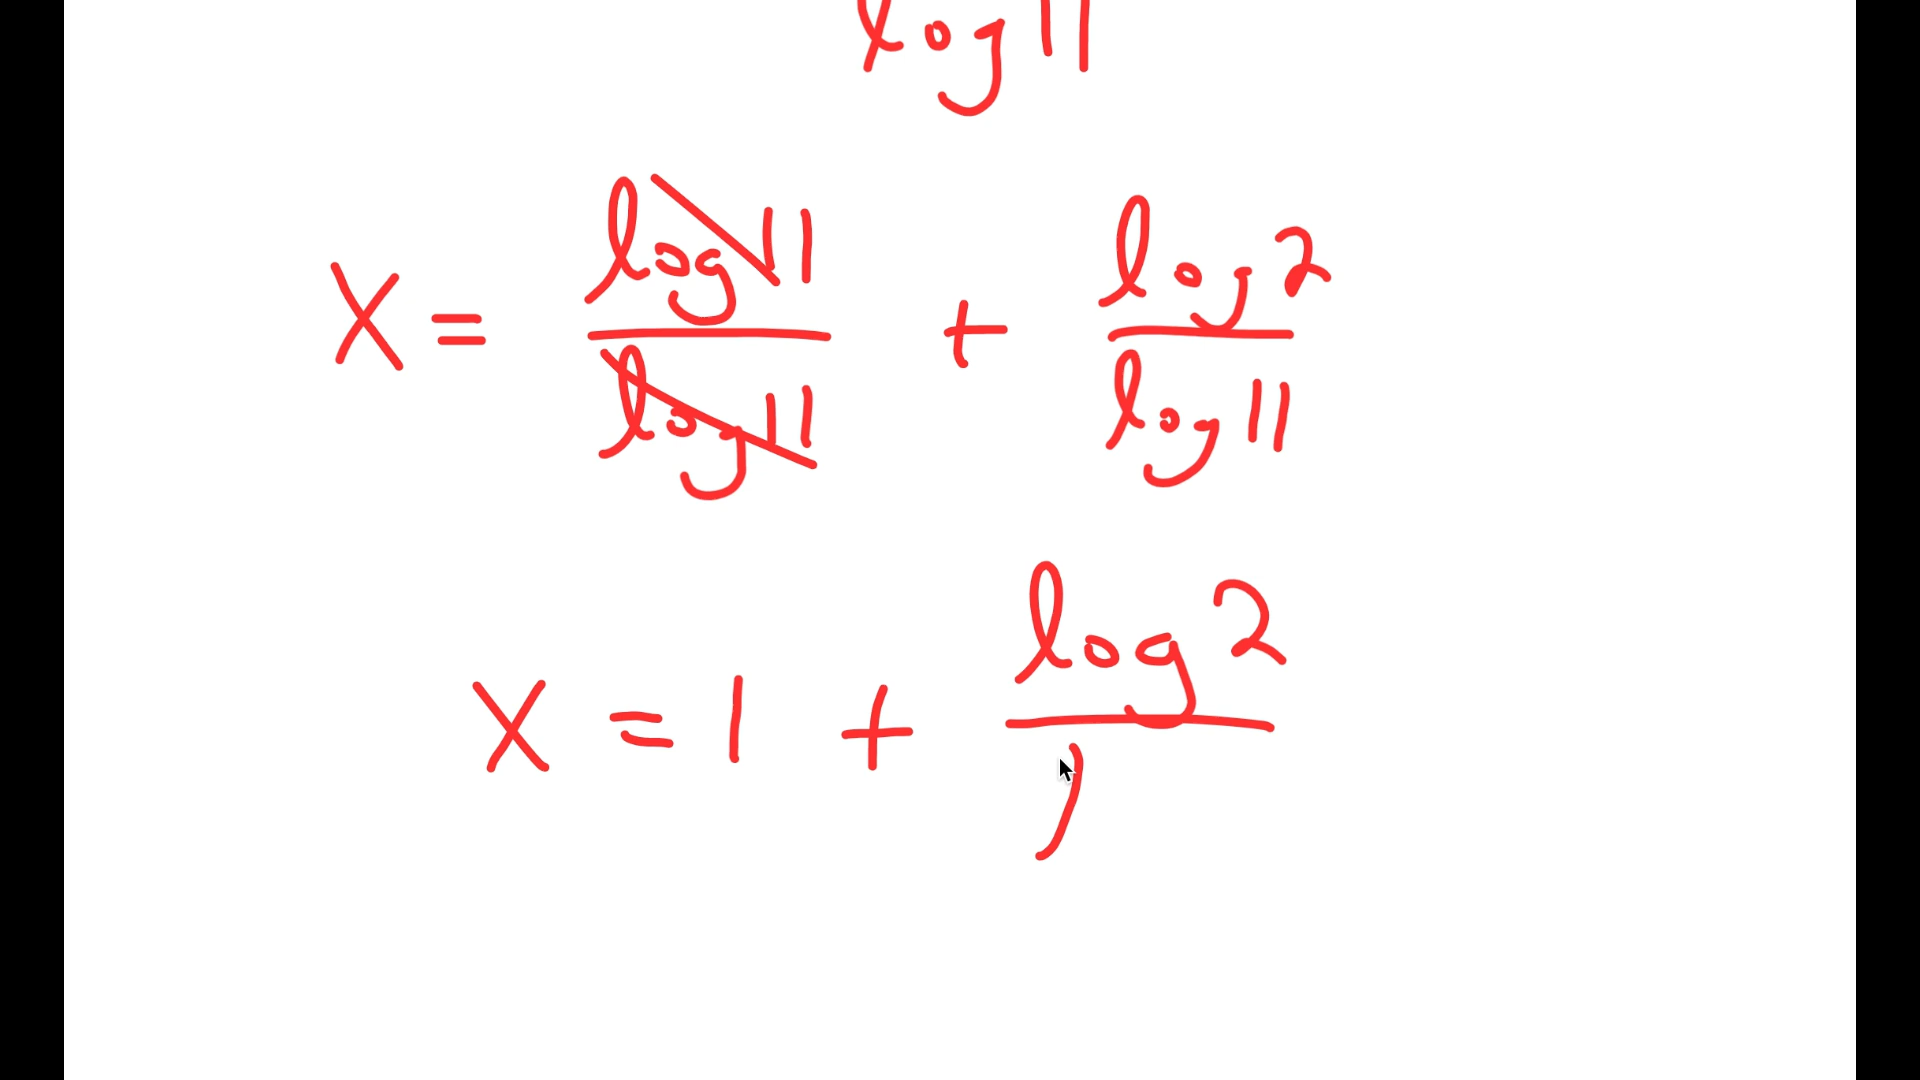 log 11
X = log 11 / log 11 + log 2 / log 11
X = 1 + log 2 /